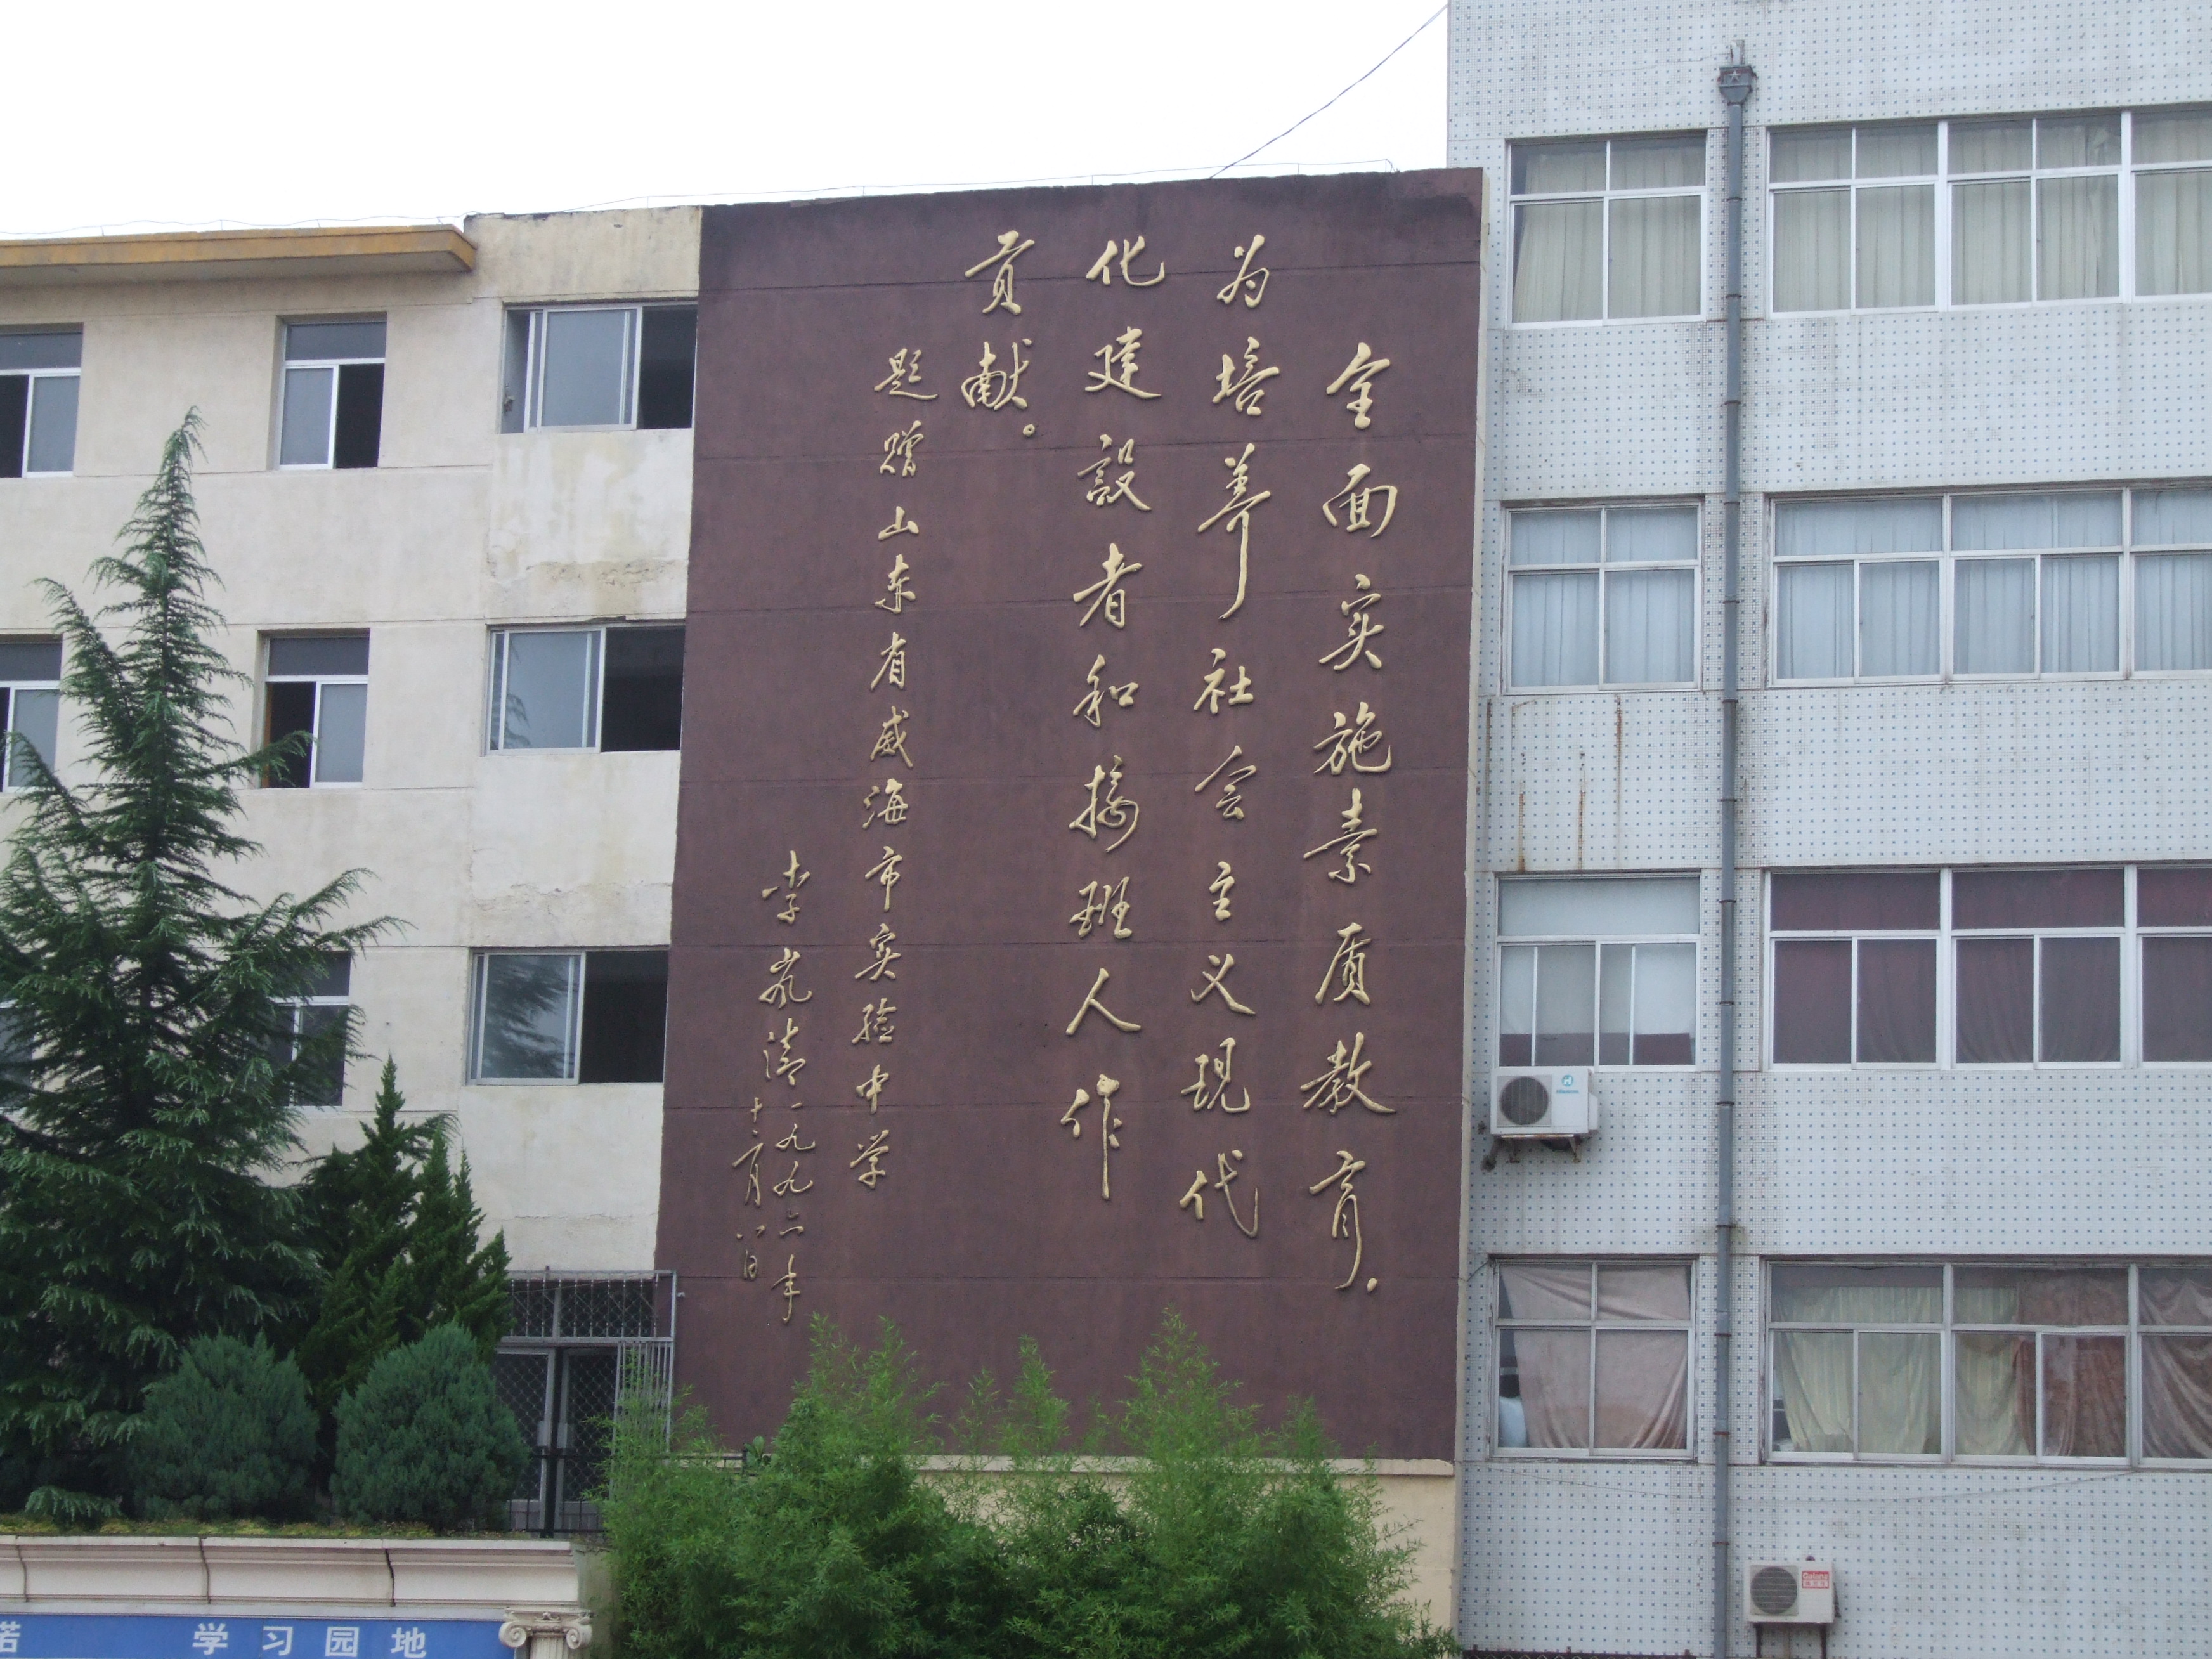 全面实施素质教育.
为培养社会主义现代
化建設者和接班人作
贡献。
题赠山东省威海市实验中学
李岚清一九九六年
十二月八日
学习园地